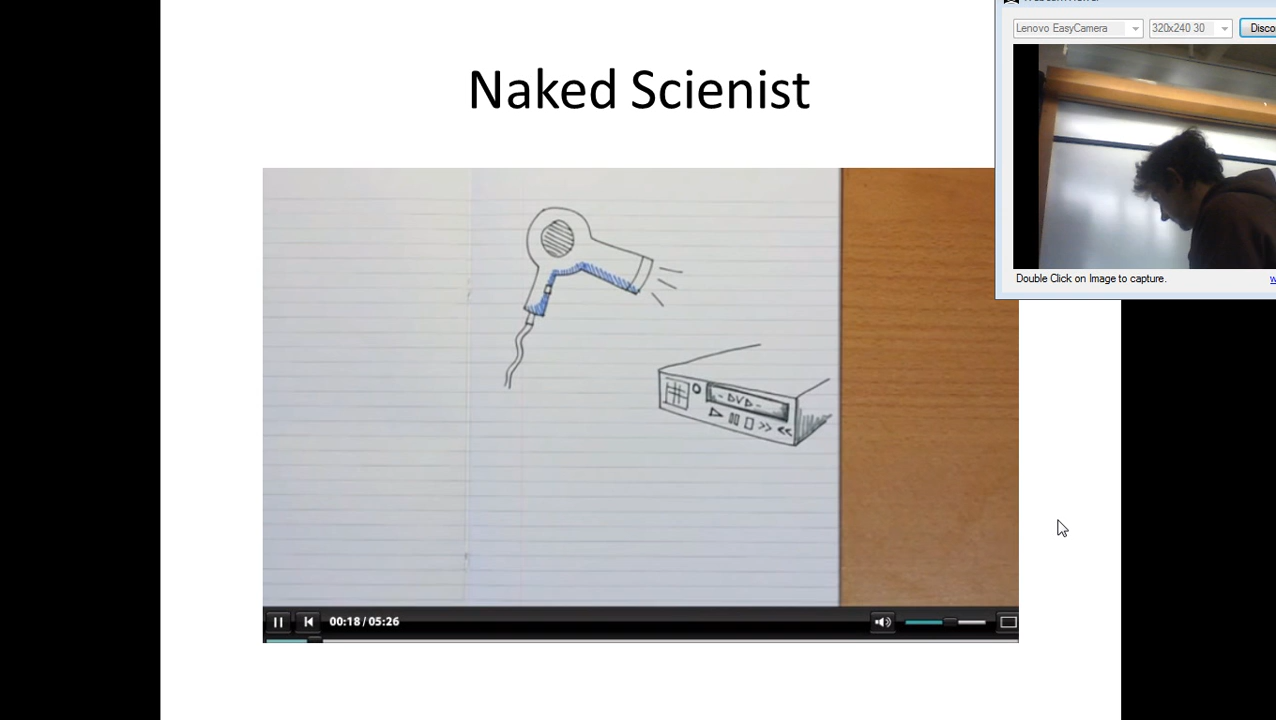 Naked Scienist
Lenovo EasyCamera
320x240 30
Disco
Double Click on Image to capture.
w
-DVD-
00:18 / 05:26